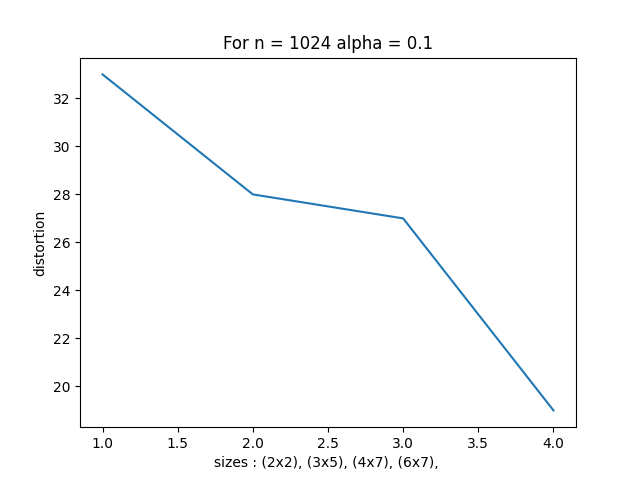 For n = 1024 alpha = 0.1
distortion
32
30
28
26
24
22
20
1.0 1.5 2.0 2.5 3.0 3.5 4.0
sizes : (2x2), (3x5), (4x7), (6x7),